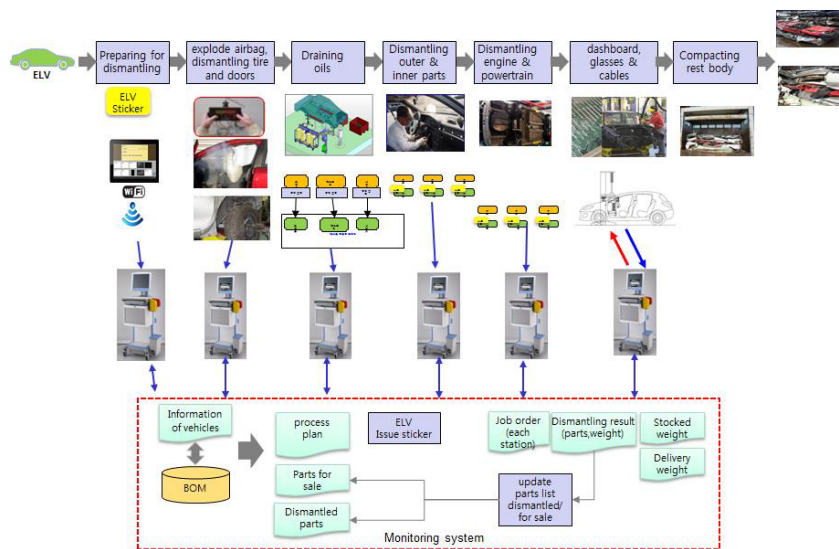 ELV
Preparing for
dismantling
explode airbag,
dismantling tire
and doors
Draining
oils
Dismantling
outer &
inner parts
Dismantling
engine &
powertrain
dashboard,
glasses &
cables
Compacting
rest body
ELV
Sticker
WiFi
Information
of vehicles
BOM
process
plan
Parts for
sale
Dismantled
parts
ELV
Issue sticker
Job order
(each
station)
Dismantling result
(parts,weight)
Stocked
weight
Delivery
weight
update
parts list
dismantled/
for sale
Monitoring system